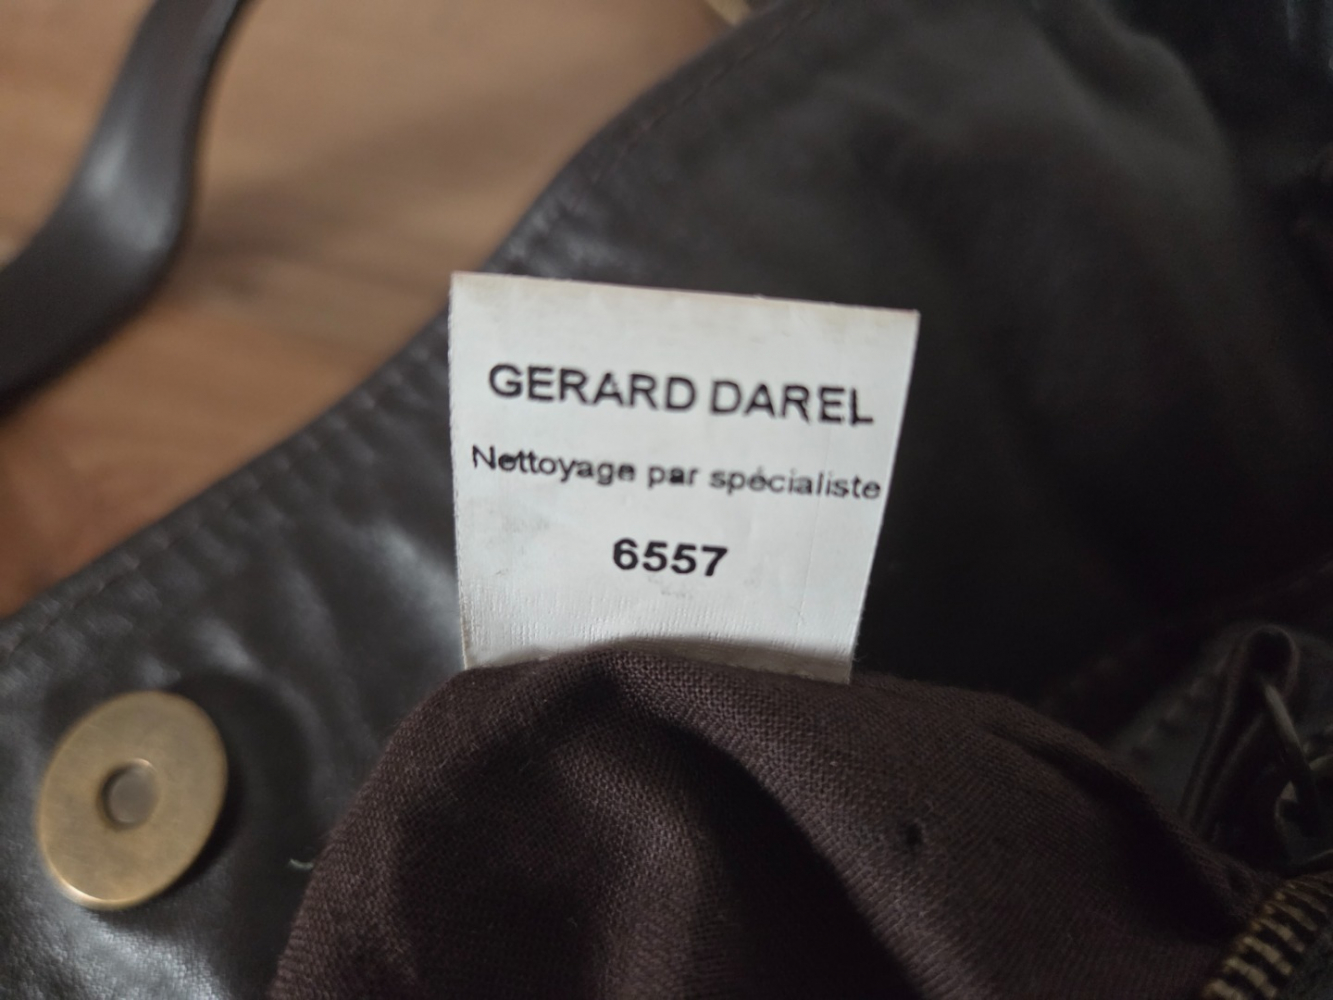 GERARD DAREL
Nettoyage par spécialiste
6557